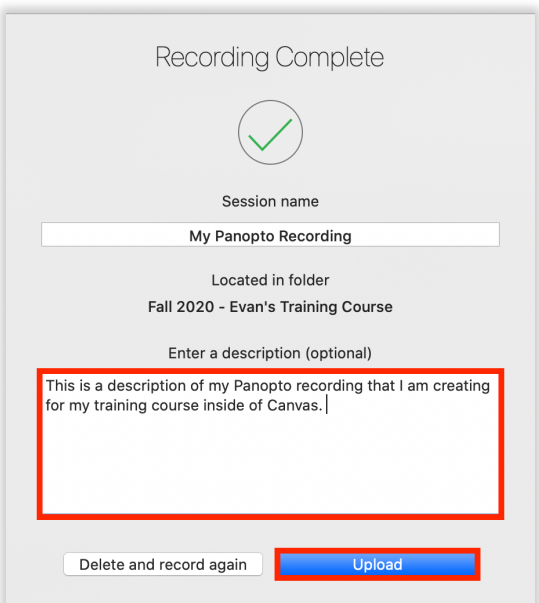 Recording Complete
Session name
My Panopto Recording
Located in folder
Fall 2020 - Evan's Training Course
Enter a description (optional)
This is a description of my Panopto recording that I am creating
for my training course inside of Canvas.
Delete and record again
Upload